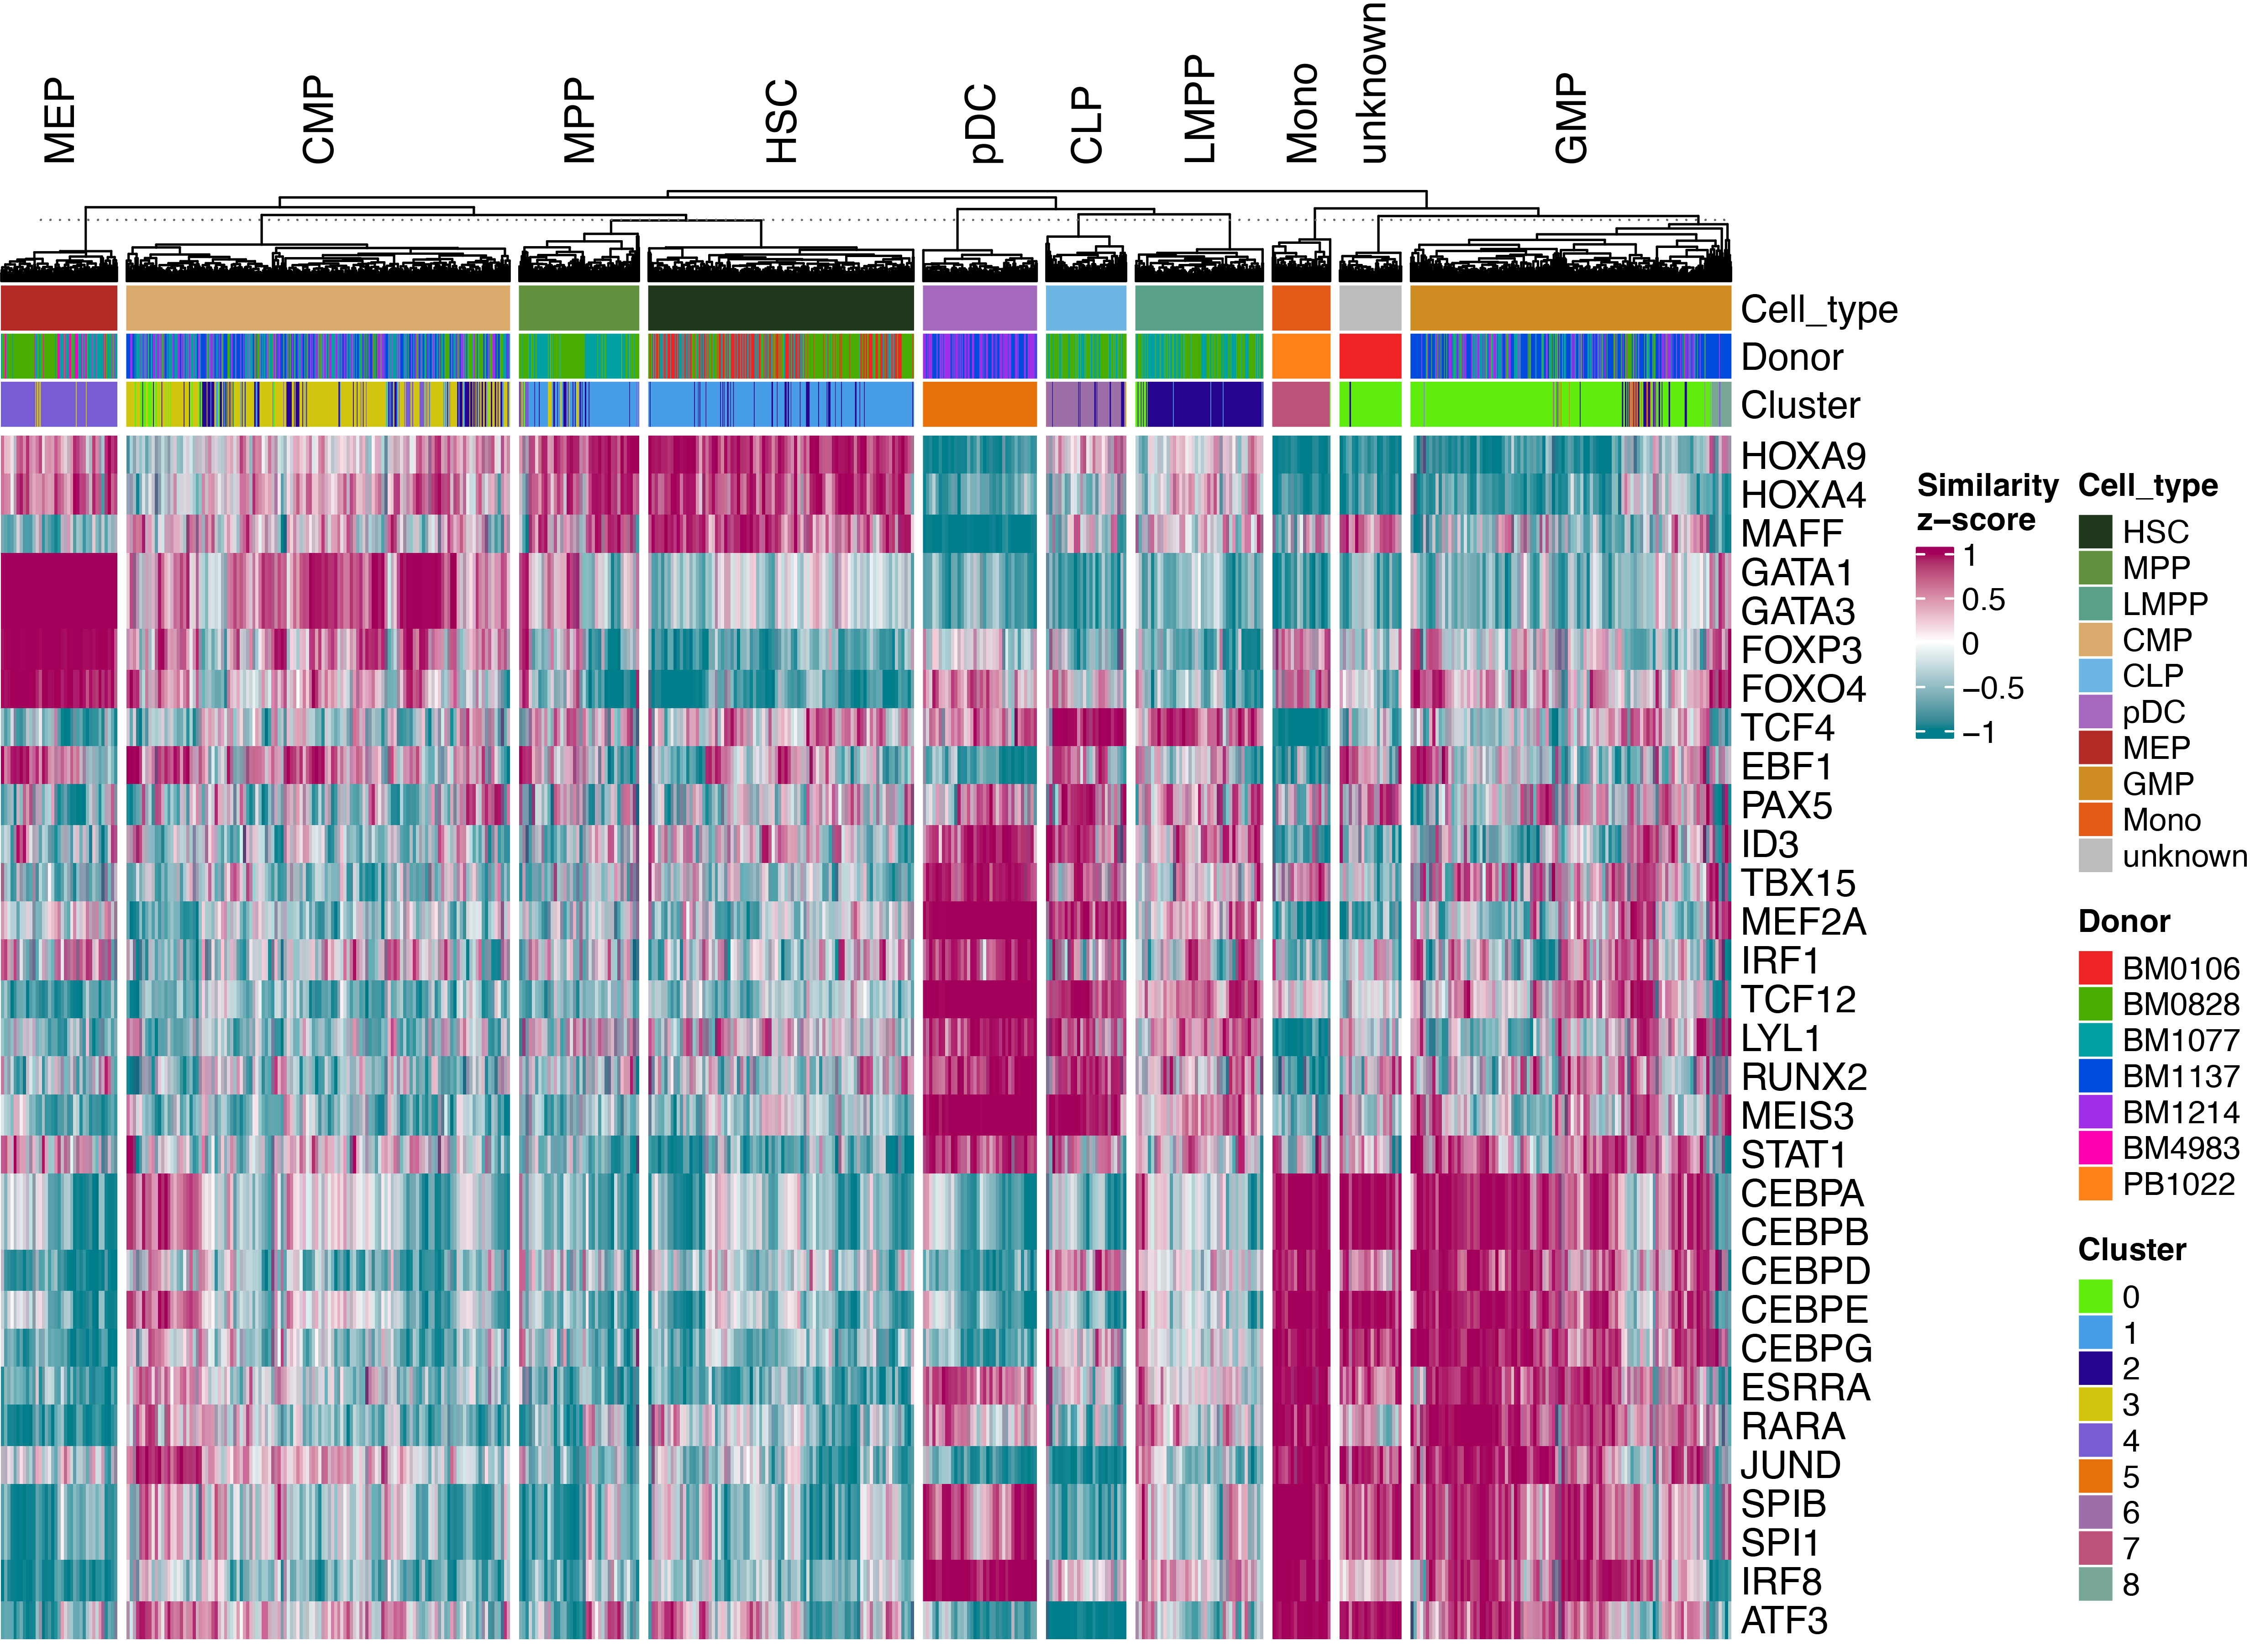 MEP
CMP
MPP
HSC
pDC
CLP
LMPP
Mono
unknown
GMP
Cell_type
Donor
Cluster
HOXA9
HOXA4
MAFF
GATA1
GATA3
FOXP3
FOXO4
TCF4
EBF1
PAX5
ID3
TBX15
MEF2A
IRF1
TCF12
LYL1
RUNX2
MEIS3
STAT1
CEBPA
CEBPB
CEBPD
CEBPE
CEBPG
ESRRA
RARA
JUND
SPIB
SPI1
IRF8
ATF3
Similarity
z−score
1
0.5
0
−0.5
−1
Cell_type
HSC
MPP
LMPP
CMP
CLP
pDC
MEP
GMP
Mono
unknown
Donor
BM0106
BM0828
BM1077
BM1137
BM1214
BM4983
PB1022
Cluster
0
1
2
3
4
5
6
7
8